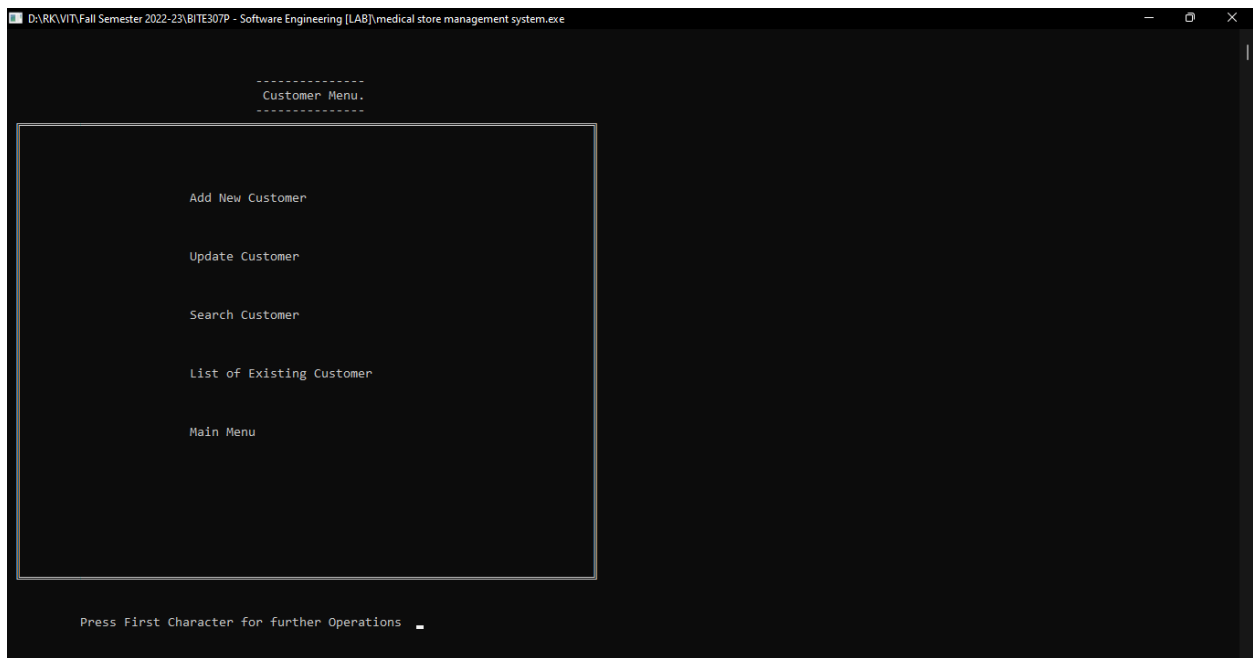 D:\RK\VIT\Fall Semester 2022-23\BITE307P - Software Engineering [LAB]\medical store management system.exe
---------------
Customer Menu.
---------------
Add New Customer
Update Customer
Search Customer
List of Existing Customer
Main Menu
Press First Character for further Operations